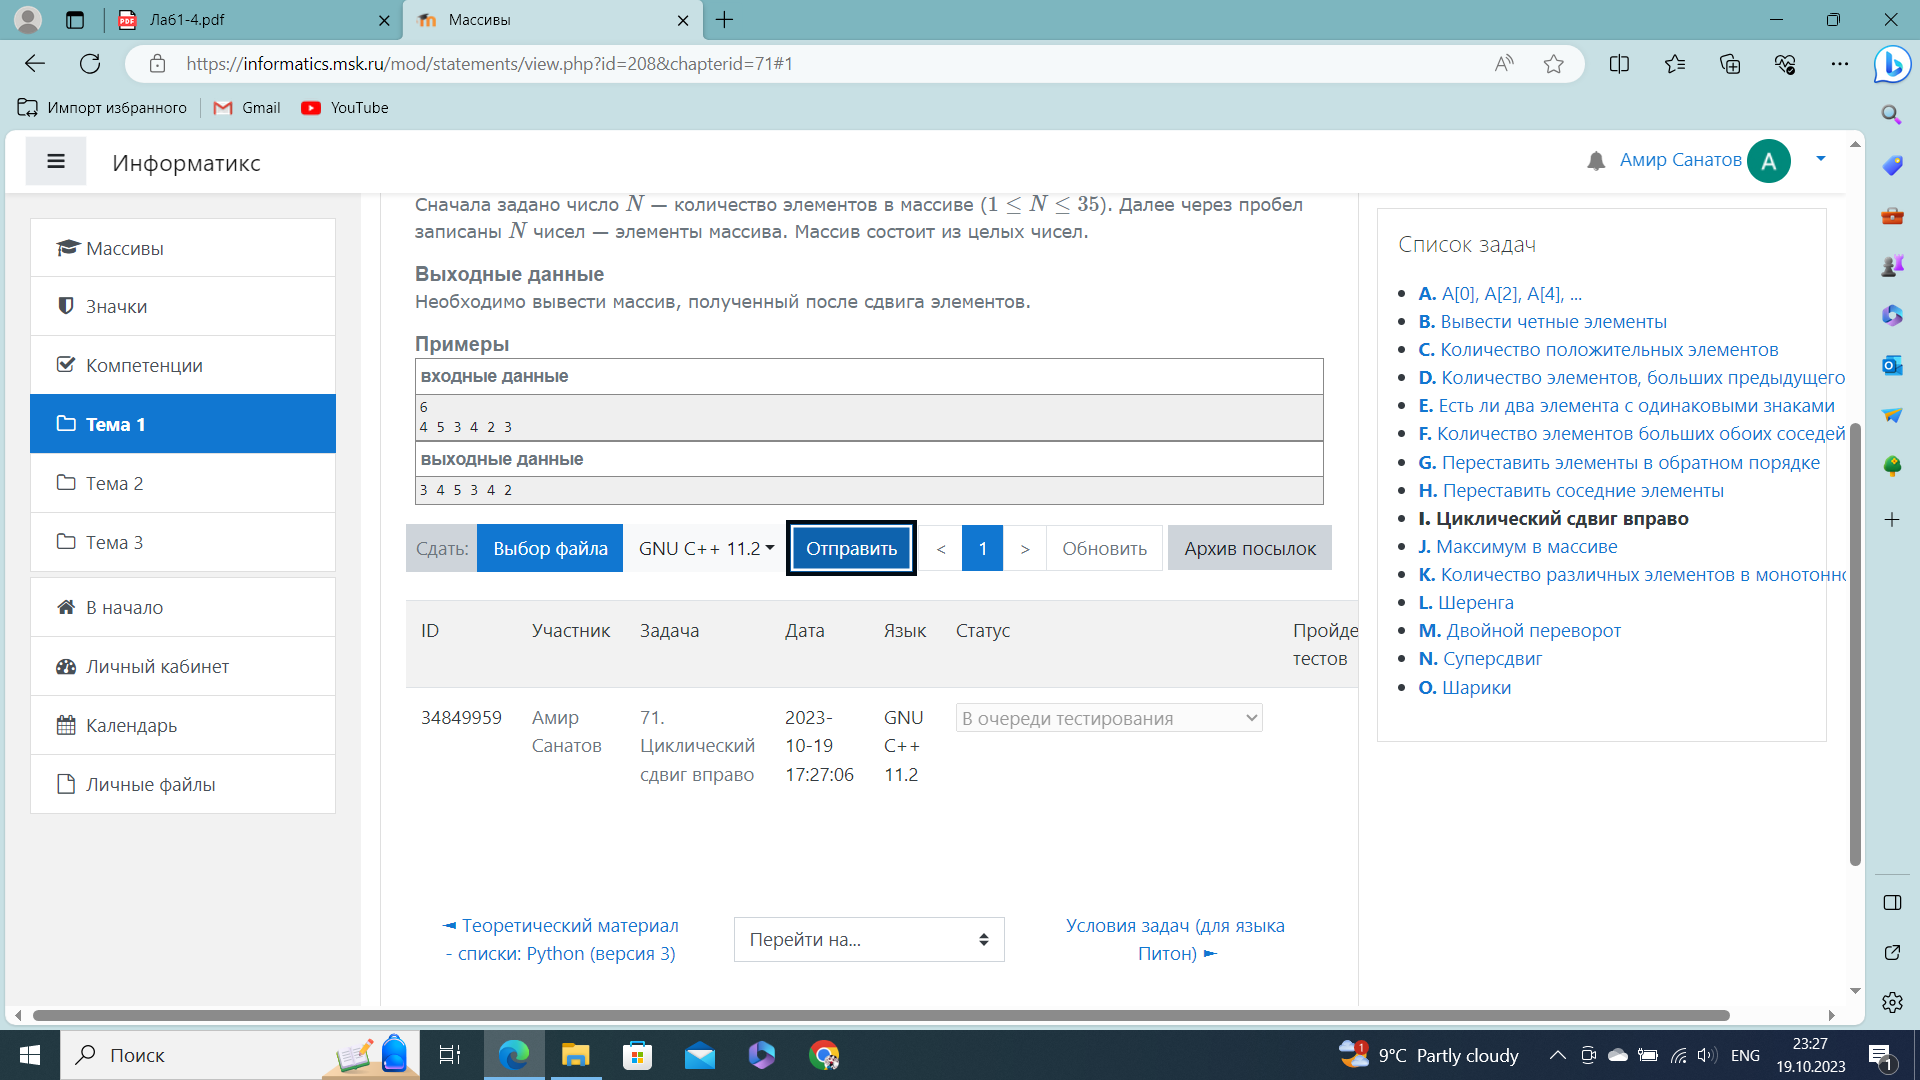 Ла61-4.pdf
Массивы
https://informatics.msk.ru/mod/statements/view.php?id=208&chapterid=71#1
Импорт избранного
Gmail
YouTube
Информатикс
Амир Санатов
A
Массивы
Значки
Компетенции
Тема 1
Тема 2
Тема 3
В начало
Личный кабинет
Календарь
Личные файлы
Сначала задано число N — количество элементов в массиве (1 ≤ N ≤ 35). Далее через пробел
записаны N чисел — элементы массива. Массив состоит из целых чисел.
Выходные данные
Необходимо вывести массив, полученный после сдвига элементов.
Примеры
входные данные
6
4 5 3 4 2 3
выходные данные
3 4 5 3 4 2
Сдать: Выбор файла GNU C++ 11.2 Отправить < 1 > Обновить Архив посылок
ID Участник Задача Дата Язык Статус Пройде
тестов
34849959 Амир 71. 2023- GNU В очереди тестирования
Санатов Циклический 10-19 C++
сдвиг вправо 17:27:06 11.2
◄ Теоретический материал
- списки: Python (версия 3)
Перейти на...
Условия задач (для языка
Питон) ►
Список задач
A. A[0], A[2], A[4], ...
B. Вывести четные элементы
C. Количество положительных элементов
D. Количество элементов, больших предыдущего
E. Есть ли два элемента с одинаковыми знаками
F. Количество элементов больших обоих соседей
G. Переставить элементы в обратном порядке
H. Переставить соседние элементы
I. Циклический сдвиг вправо
J. Максимум в массиве
K. Количество различных элементов в монотонно
L. Шеренга
M. Двойной переворот
N. Суперсдвиг
O. Шарики
Поиск
1
9°C Partly cloudy
ENG
23:27
19.10.2023
1